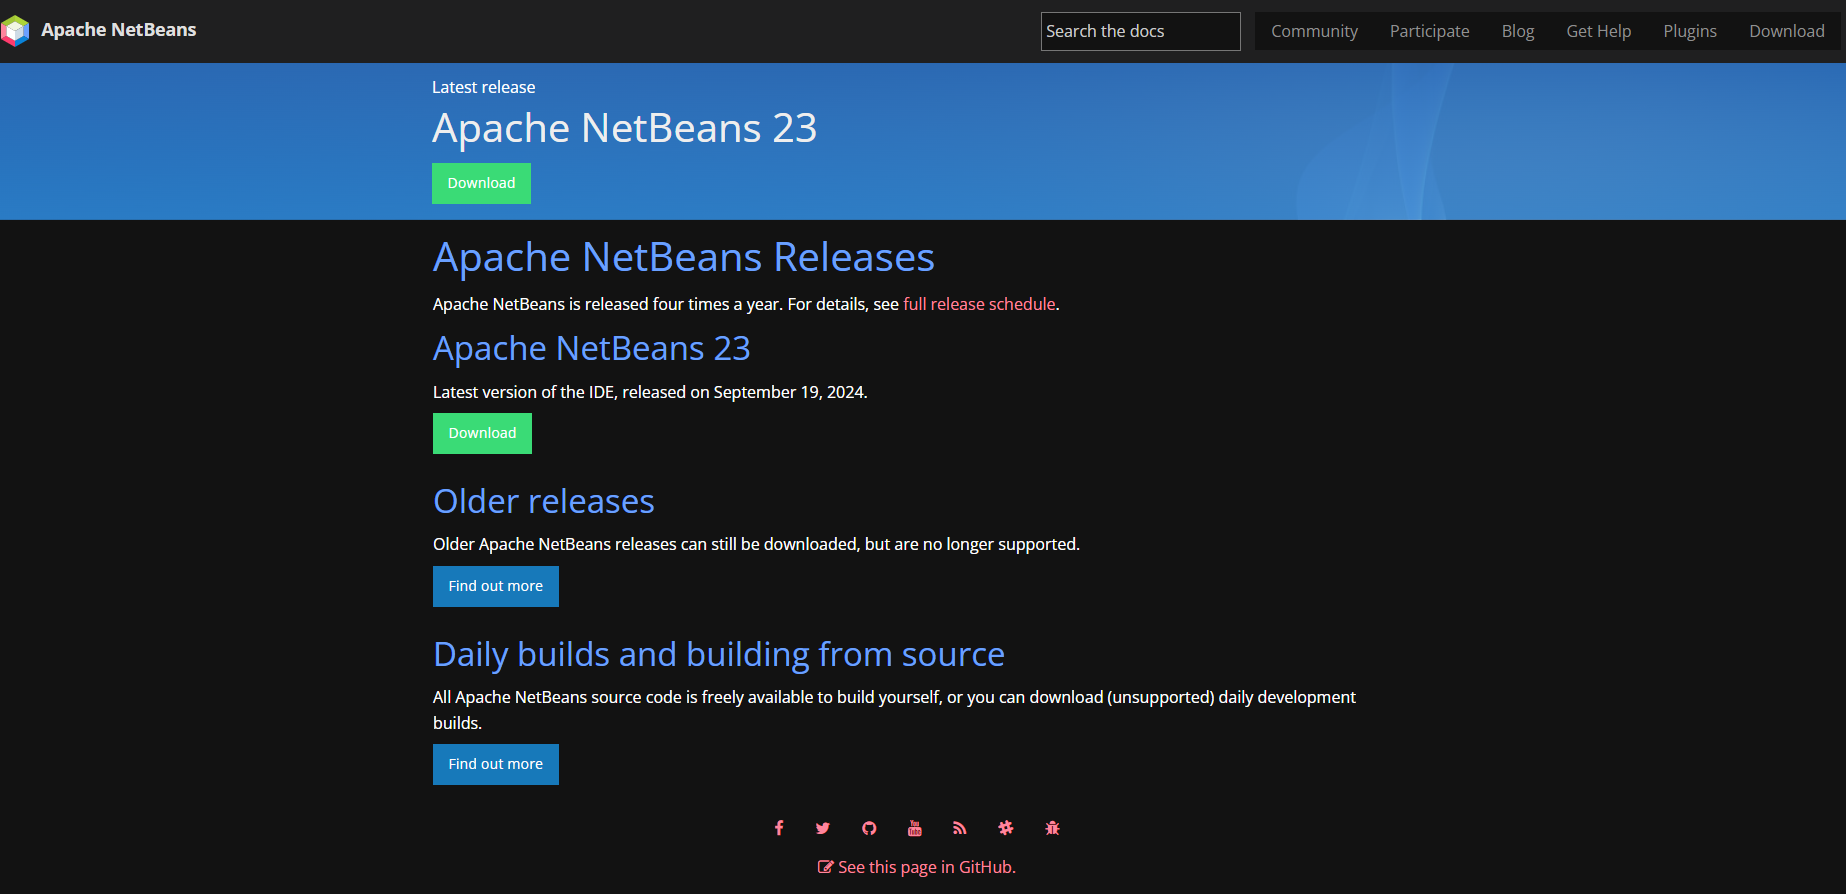 Apache NetBeans
Search the docs
Community
Participate
Blog
Get Help
Plugins
Download
Latest release
Apache NetBeans 23
Download
Apache NetBeans Releases
Apache NetBeans is released four times a year. For details, see full release schedule.
Apache NetBeans 23
Latest version of the IDE, released on September 19, 2024.
Download
Older releases
Older Apache NetBeans releases can still be downloaded, but are no longer supported.
Find out more
Daily builds and building from source
All Apache NetBeans source code is freely available to build yourself, or you can download (unsupported) daily development
builds.
Find out more
You
Tube
See this page in GitHub.